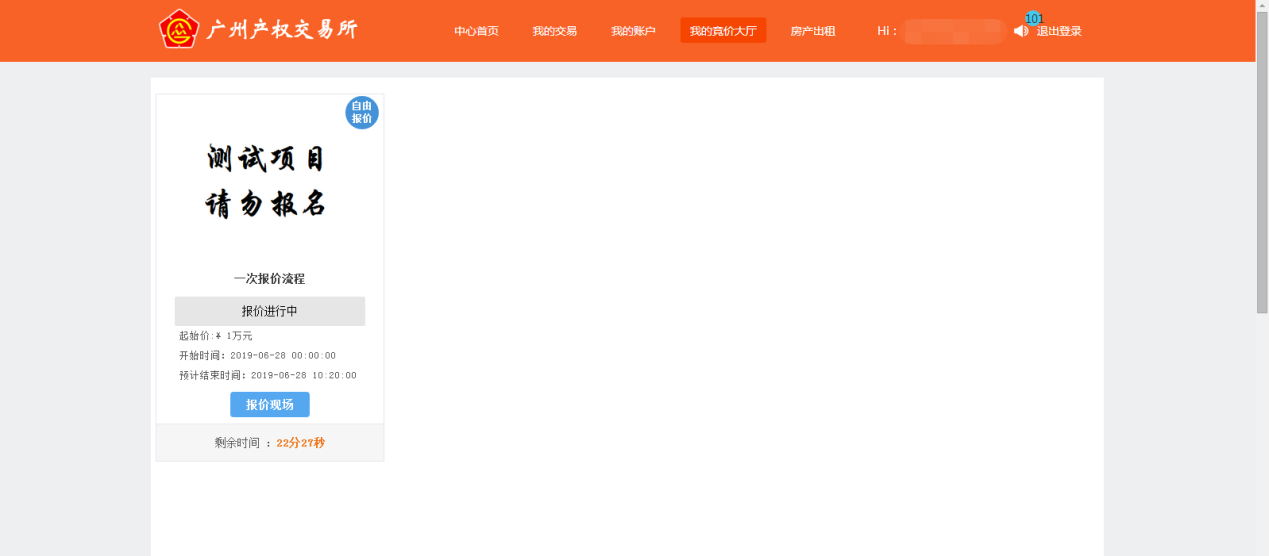 广州产权交易所
中心首页 我的交易 我的账户 我的竞价大厅 房产出租 Hi： 101 退出登录
自由
报价
测试项目
请勿报名
一次报价流程
报价进行中
起始价:¥ 1万元
开始时间：2019-06-28 00:00:00
预计结束时间：2019-06-28 10:20:00
报价现场
剩余时间 ：22分27秒